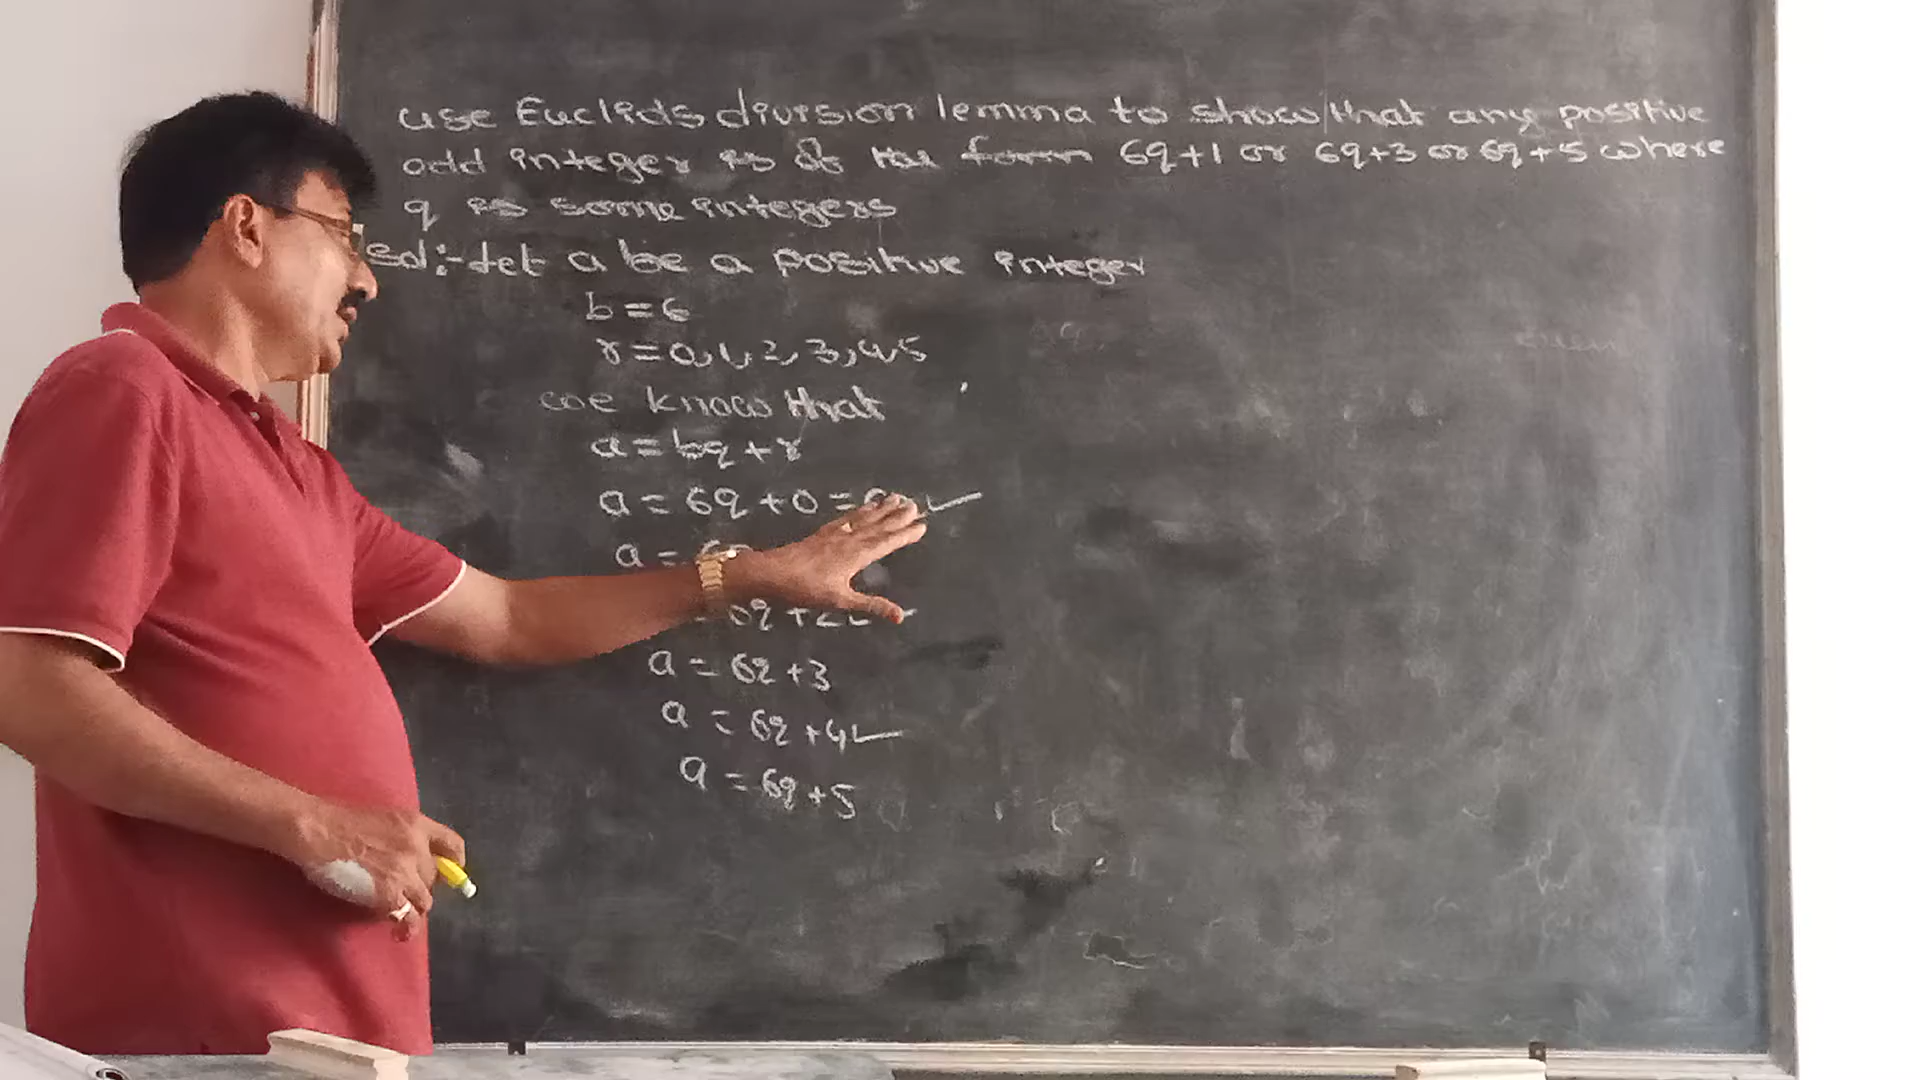 use Euclids division lemma to show that any positive
odd integer is of the form 6q+1 or 6q+3 or 6q+5 where
q is some integers
Sol:- Let a be a positive integer
b=6
r=0,1,2,3,4,5
we know that
a=bq+r
a = 6q+0=
a =
= 6q+2
a = 6q+3
a = 6q+4
a = 6q+5